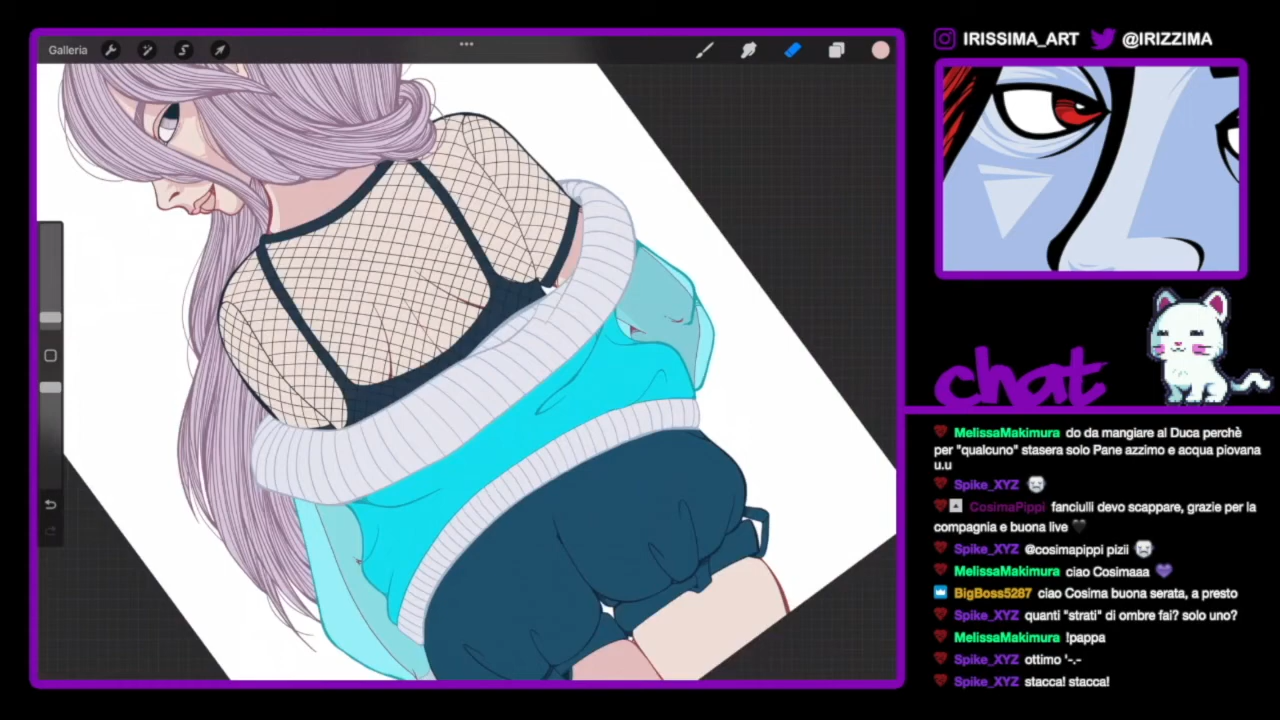 Galleria
IRISSIMA_ART @IRIZZIMA
chat
MelissaMakimura do da mangiare al Duca perchè
per "qualcuno" stasera solo Pane azzimo e acqua piovana
u.u
Spike_XYZ
CosimaPippi fanciulli devo scappare, grazie per la
compagnia e buona live
Spike_XYZ @cosimapippi pizii
MelissaMakimura ciao Cosimaaa
BigBoss5287 ciao Cosima buona serata, a presto
Spike_XYZ quanti "strati" di ombre fai? solo uno?
MelissaMakimura !pappa
Spike_XYZ ottimo '-.-
Spike_XYZ stacca! stacca!